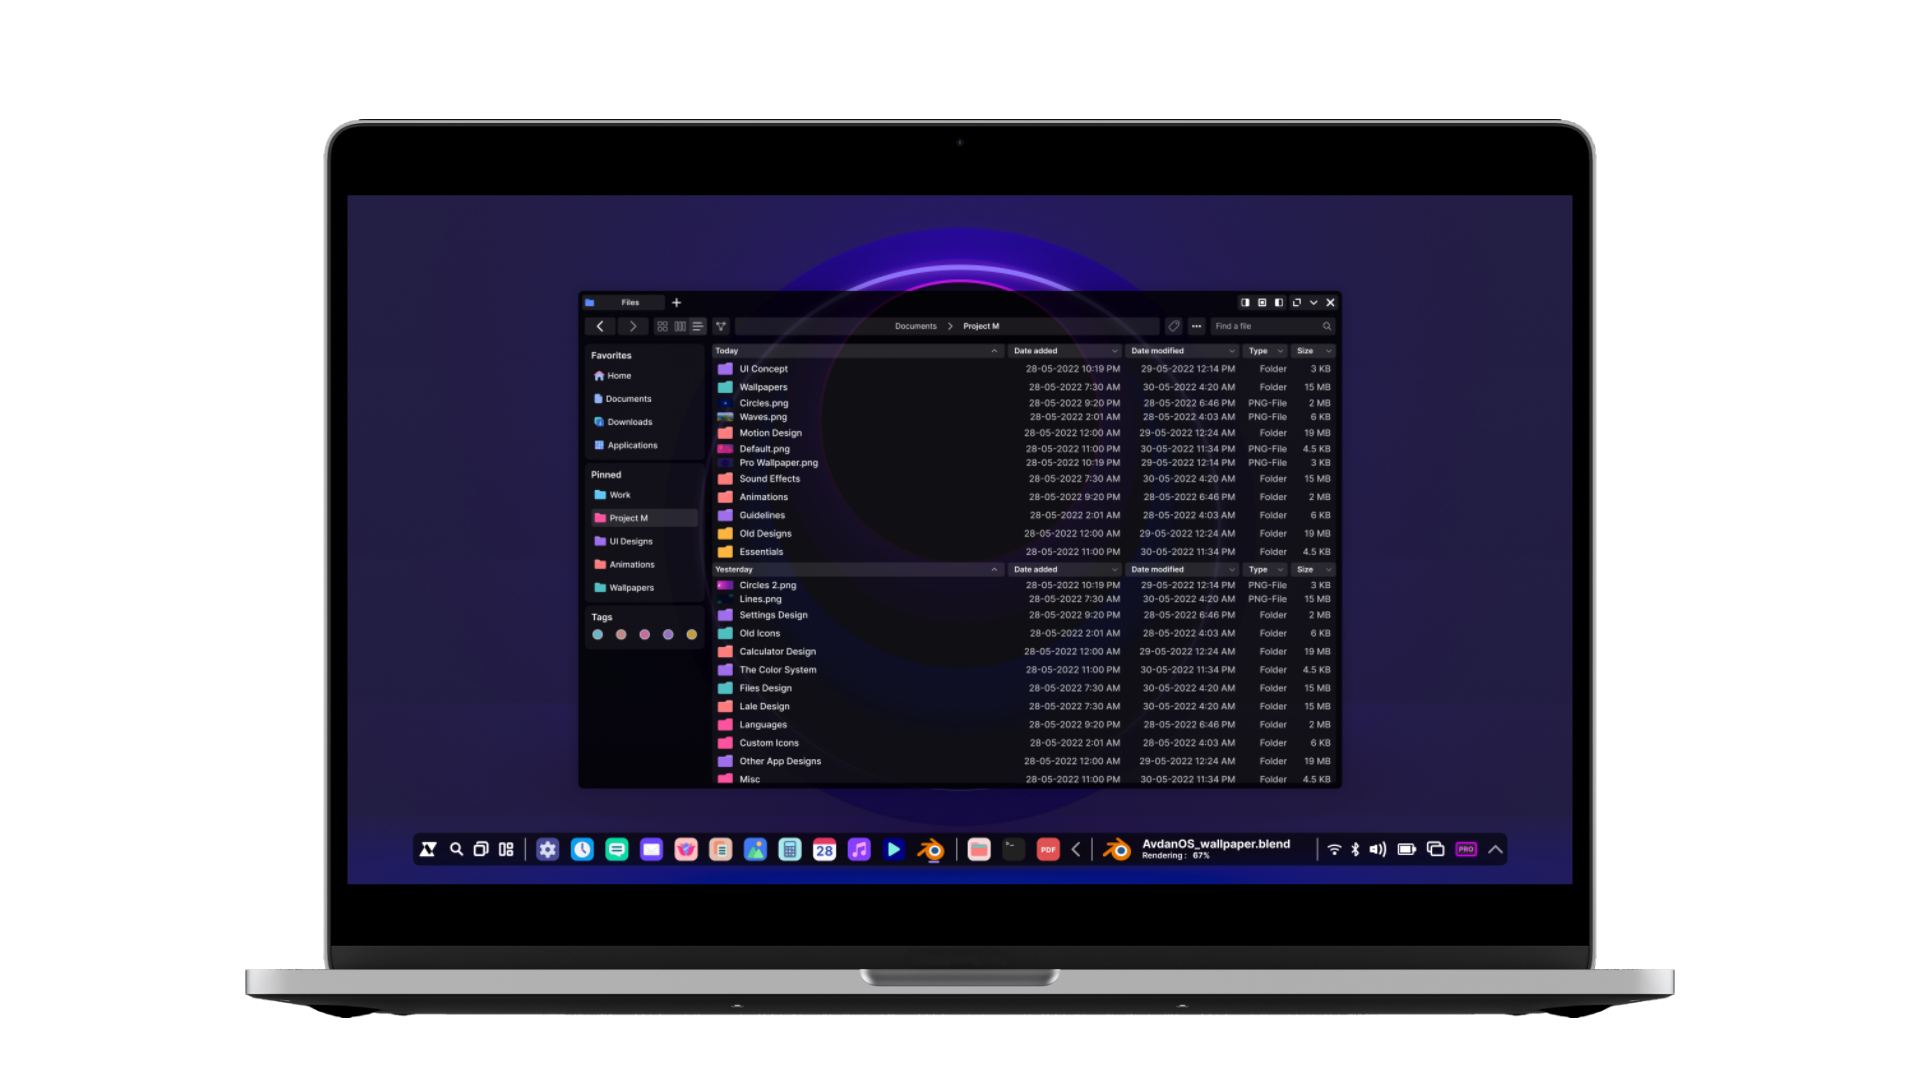 Files
Documents > Project M
Find a file
Favorites
Home
Documents
Downloads
Applications
Pinned
Work
Project M
UI Designs
Animations
Wallpapers
Tags
Today Date added Date modified Type Size
UI Concept 28-05-2022 10:19 PM 29-05-2022 12:14 PM Folder 3 KB
Wallpapers 28-05-2022 7:30 AM 30-05-2022 4:20 AM Folder 15 MB
Circles.png 28-05-2022 9:20 PM 28-05-2022 6:46 PM PNG-File 2 MB
Waves.png 28-05-2022 2:01 AM 28-05-2022 4:03 AM PNG-File 6 KB
Motion Design 28-05-2022 12:00 AM 29-05-2022 12:24 AM Folder 19 MB
Default.png 28-05-2022 11:00 PM 30-05-2022 11:34 PM PNG-File 4.5 KB
Pro Wallpaper.png 28-05-2022 10:19 PM 29-05-2022 12:14 PM PNG-File 3 KB
Sound Effects 28-05-2022 7:30 AM 30-05-2022 4:20 AM Folder 15 MB
Animations 28-05-2022 9:20 PM 28-05-2022 6:46 PM Folder 2 MB
Guidelines 28-05-2022 2:01 AM 28-05-2022 4:03 AM Folder 6 KB
Old Designs 28-05-2022 12:00 AM 29-05-2022 12:24 AM Folder 19 MB
Essentials 28-05-2022 11:00 PM 30-05-2022 11:34 PM Folder 4.5 KB
Yesterday Date added Date modified Type Size
Circles 2.png 28-05-2022 10:19 PM 29-05-2022 12:14 PM PNG-File 3 KB
Lines.png 28-05-2022 7:30 AM 30-05-2022 4:20 AM PNG-File 15 MB
Settings Design 28-05-2022 9:20 PM 28-05-2022 6:46 PM Folder 2 MB
Old Icons 28-05-2022 2:01 AM 28-05-2022 4:03 AM Folder 6 KB
Calculator Design 28-05-2022 12:00 AM 29-05-2022 12:24 AM Folder 19 MB
The Color System 28-05-2022 11:00 PM 30-05-2022 11:34 PM Folder 4.5 KB
Files Design 28-05-2022 7:30 AM 30-05-2022 4:20 AM Folder 15 MB
Lale Design 28-05-2022 7:30 AM 30-05-2022 4:20 AM Folder 15 MB
Languages 28-05-2022 9:20 PM 28-05-2022 6:46 PM Folder 2 MB
Custom Icons 28-05-2022 2:01 AM 28-05-2022 4:03 AM Folder 6 KB
Other App Designs 28-05-2022 12:00 AM 29-05-2022 12:24 AM Folder 19 MB
Misc 28-05-2022 11:00 PM 30-05-2022 11:34 PM Folder 4.5 KB
28
PDF
AvdanOS_wallpaper.blend
Rendering : 67%
PRO